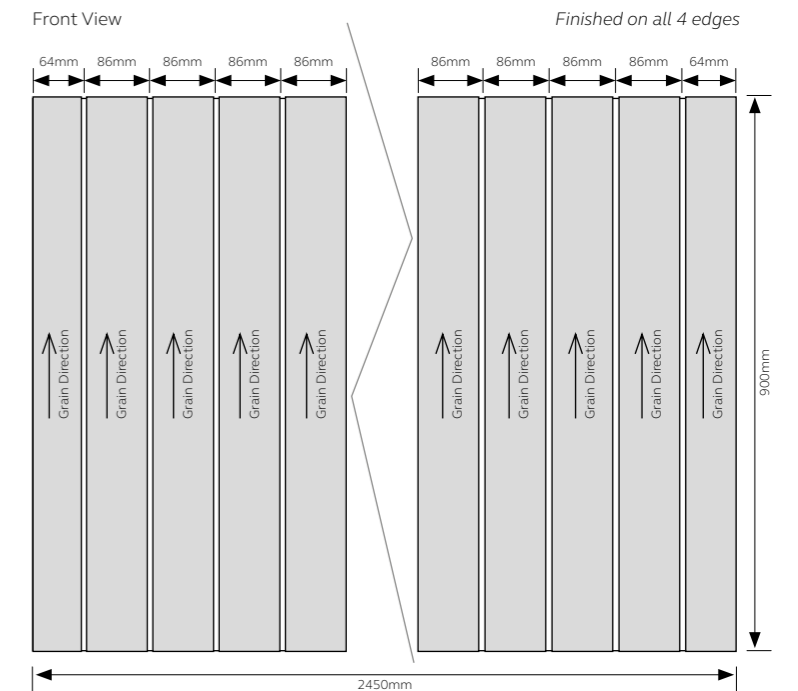 Front View
Finished on all 4 edges
64mm 86mm 86mm 86mm 86mm
86mm 86mm 86mm 86mm 64mm
Grain Direction
Grain Direction
Grain Direction
Grain Direction
Grain Direction
Grain Direction
Grain Direction
Grain Direction
Grain Direction
Grain Direction
900mm
2450mm